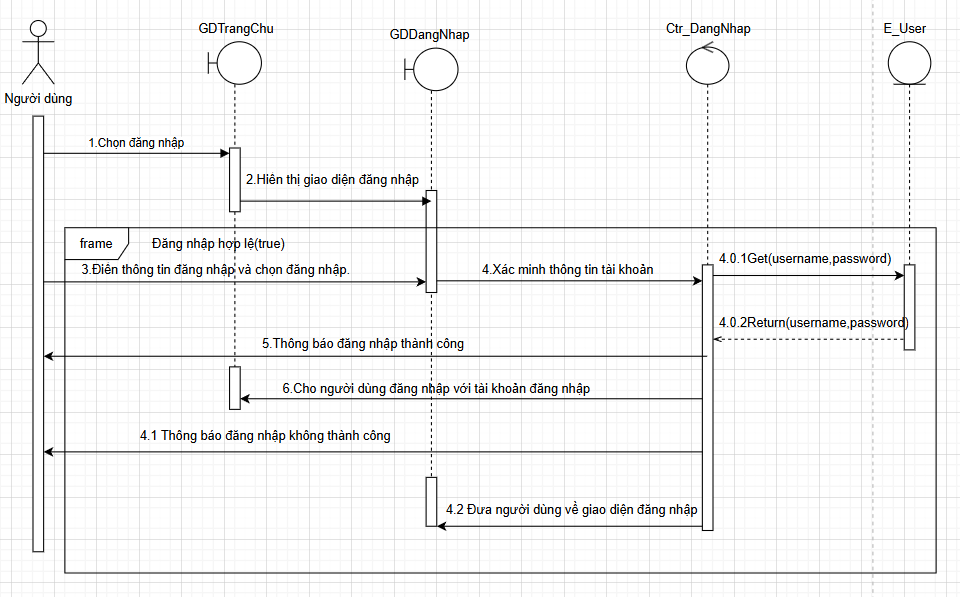 GDTrangChu
GDDangNhap
Ctr_DangNhap
E_User
Người dùng
1.Chọn đăng nhập
2.Hiên thị giao diện đăng nhập
frame
Đăng nhập hợp lệ(true)
3.Điền thông tin đăng nhập và chọn đăng nhập.
4.Xác minh thông tin tài khoản
4.0.1Get(username,password)
4.0.2Return(username,password)
5.Thông báo đăng nhập thành công
6.Cho người dùng đăng nhập với tài khoản đăng nhập
4.1 Thông báo đăng nhập không thành công
4.2 Đưa người dùng về giao diện đăng nhập